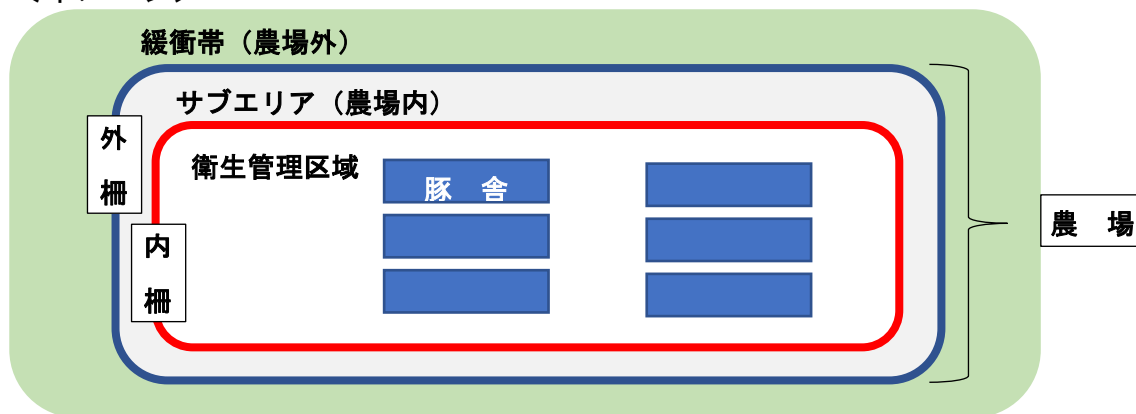 緩衝帯（農場外）
サブエリア（農場内）
外柵
衛生管理区域
豚　舎
内柵
農　場